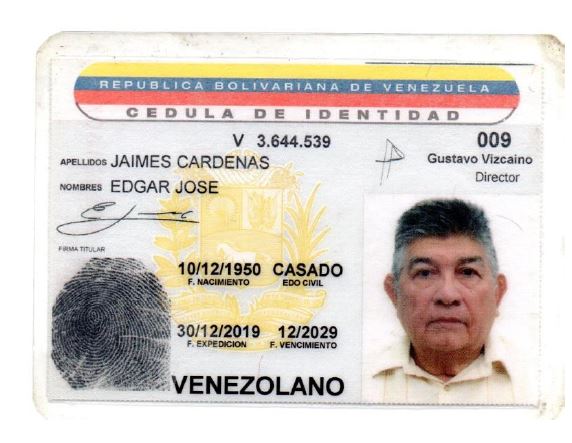 REPUBLICA BOLIVARIANA DE VENEZUELA
CEDULA DE IDENTIDAD
V 3.644.539
009
APELLIDOS JAIMES CARDENAS
Gustavo Vizcaino
Director
NOMBRES EDGAR JOSE
FIRMA TITULAR
10/12/1950 CASADO
F. NACIMIENTO EDO CIVIL
30/12/2019 12/2029
F. EXPEDICION F. VENCIMIENTO
VENEZOLANO